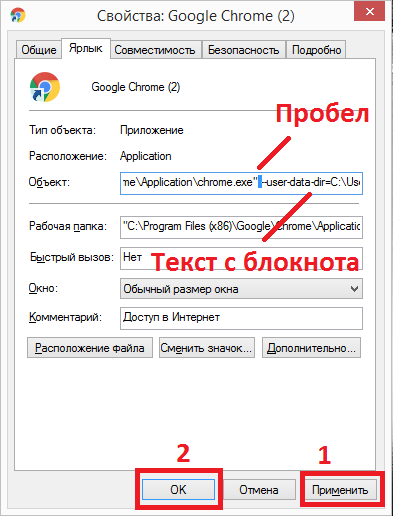 Свойства: Google Chrome (2)
Общие Ярлык Совместимость Безопасность Подробно
Google Chrome (2)
Пробел
Тип объекта: Приложение
Расположение: Application
Объект: me\Application\chrome.exe" --user-data-dir=C:\Use
Рабочая папка: "C:\Program Files (x86)\Google\Chrome\Applicatio
Быстрый вызов: Нет
Текст с блокнота
Окно: Обычный размер окна
Комментарий: Доступ в Интернет
Расположение файла Сменить значок... Дополнительно...
2 1
OK Отмена Применить